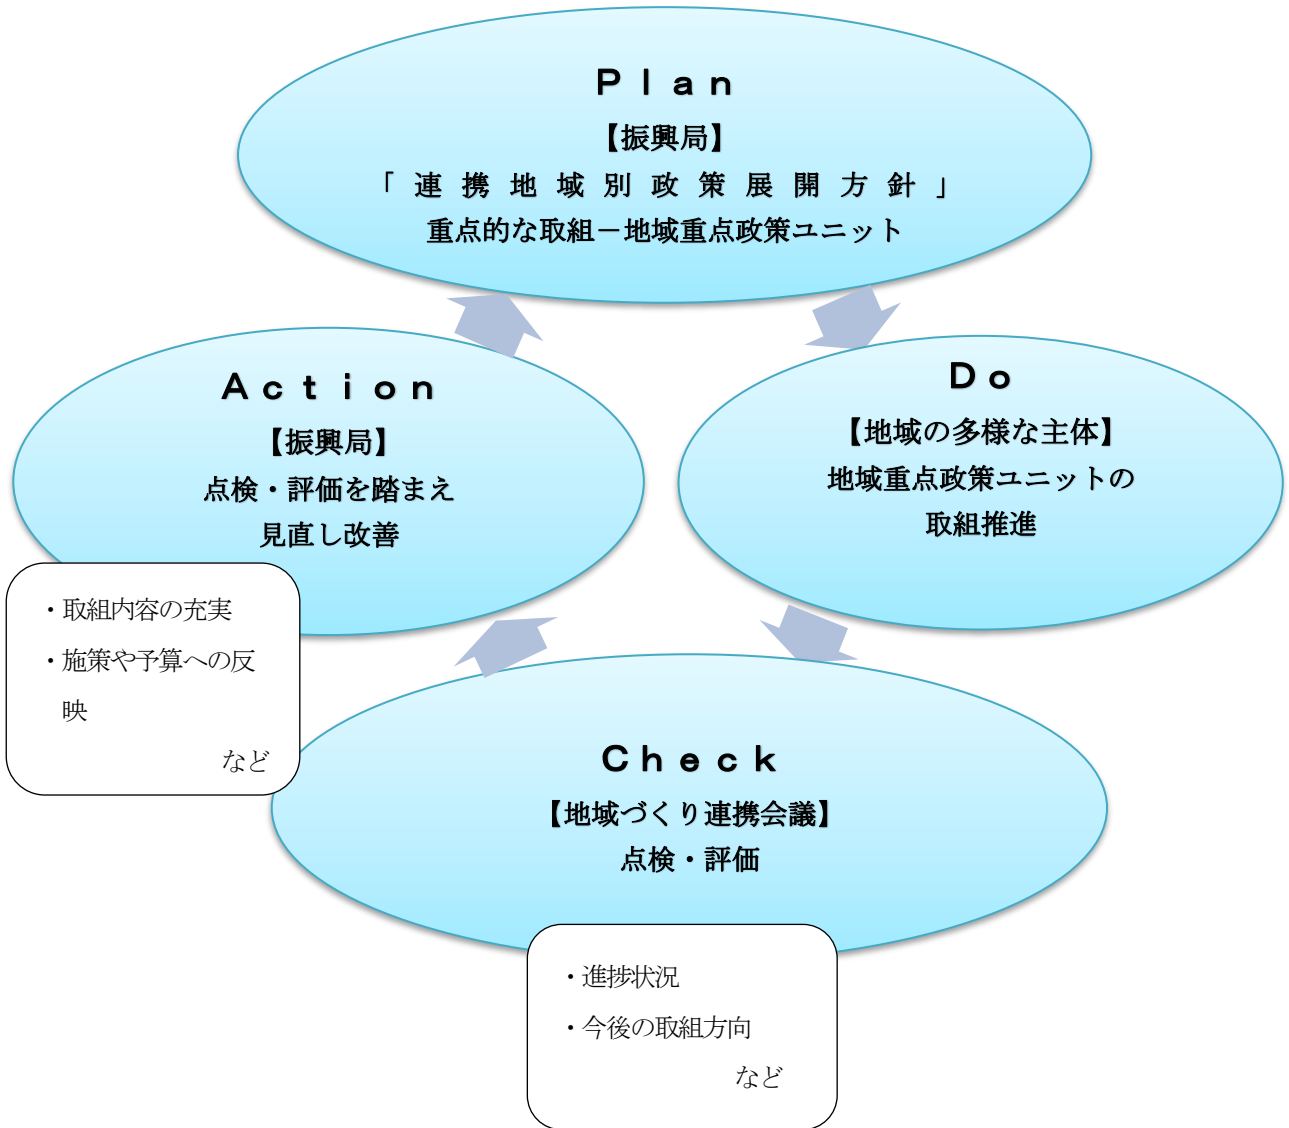 Ｐｌａｎ
【振興局】
「連携地域別政策展開方針」
重点的な取組－地域重点政策ユニット
Ａｃｔｉｏｎ
【振興局】
点検・評価を踏まえ
見直し改善
・取組内容の充実
・施策や予算への反
映
など
Ｄｏ
【地域の多様な主体】
地域重点政策ユニットの
取組推進
Ｃｈｅｃｋ
【地域づくり連携会議】
点検・評価
・進捗状況
・今後の取組方向
など